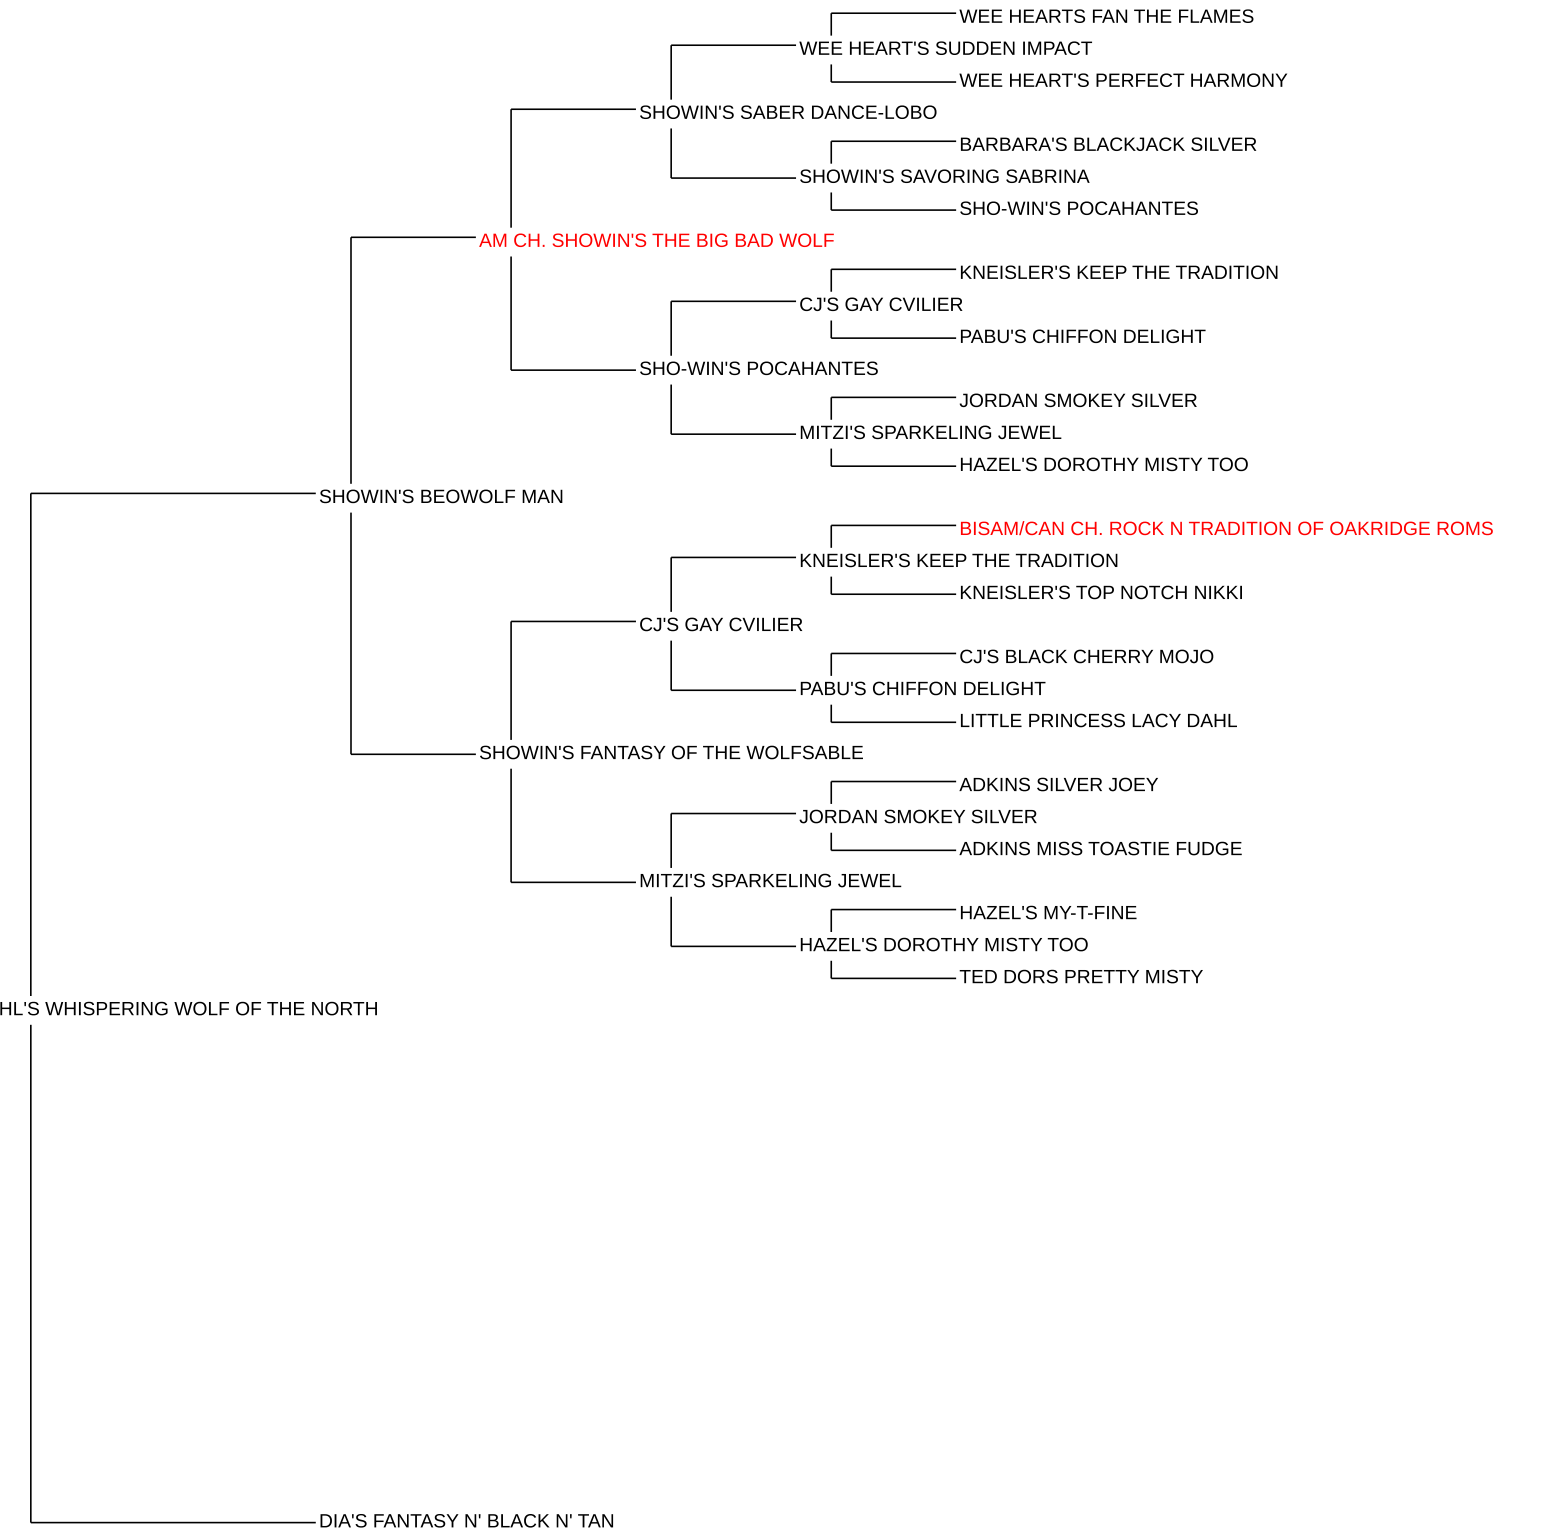 WEE HEARTS FAN THE FLAMES
WEE HEART'S SUDDEN IMPACT
WEE HEART'S PERFECT HARMONY
SHOWIN'S SABER DANCE-LOBO
BARBARA'S BLACKJACK SILVER
SHOWIN'S SAVORING SABRINA
SHO-WIN'S POCAHANTES
AM CH. SHOWIN'S THE BIG BAD WOLF
KNEISLER'S KEEP THE TRADITION
CJ'S GAY CVILIER
PABU'S CHIFFON DELIGHT
SHO-WIN'S POCAHANTES
JORDAN SMOKEY SILVER
MITZI'S SPARKELING JEWEL
HAZEL'S DOROTHY MISTY TOO
SHOWIN'S BEOWOLF MAN
BISAM/CAN CH. ROCK N TRADITION OF OAKRIDGE ROMS
KNEISLER'S KEEP THE TRADITION
KNEISLER'S TOP NOTCH NIKKI
CJ'S GAY CVILIER
CJ'S BLACK CHERRY MOJO
PABU'S CHIFFON DELIGHT
LITTLE PRINCESS LACY DAHL
SHOWIN'S FANTASY OF THE WOLFSABLE
ADKINS SILVER JOEY
JORDAN SMOKEY SILVER
ADKINS MISS TOASTIE FUDGE
MITZI'S SPARKELING JEWEL
HAZEL'S MY-T-FINE
HAZEL'S DOROTHY MISTY TOO
TED DORS PRETTY MISTY
HL'S WHISPERING WOLF OF THE NORTH
DIA'S FANTASY N' BLACK N' TAN